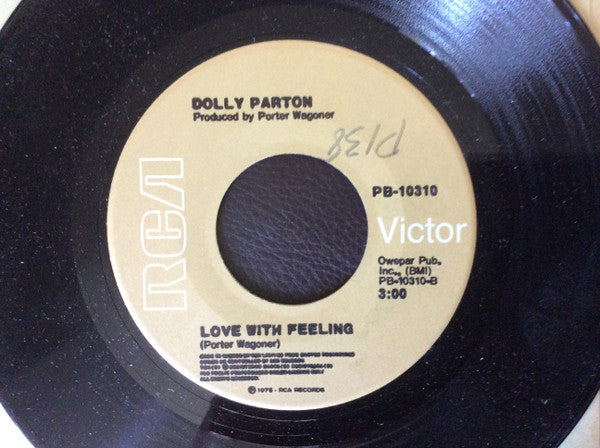 DOLLY PARTON
Produced by Porter Wagoner
D138
PB-10310
RCA
Victor
Owepar Pub.
Inc., (BMI)
PB-10310-B
3:00
LOVE WITH FEELING
(Porter Wagoner)
℗ 1975 - RCA RECORDS